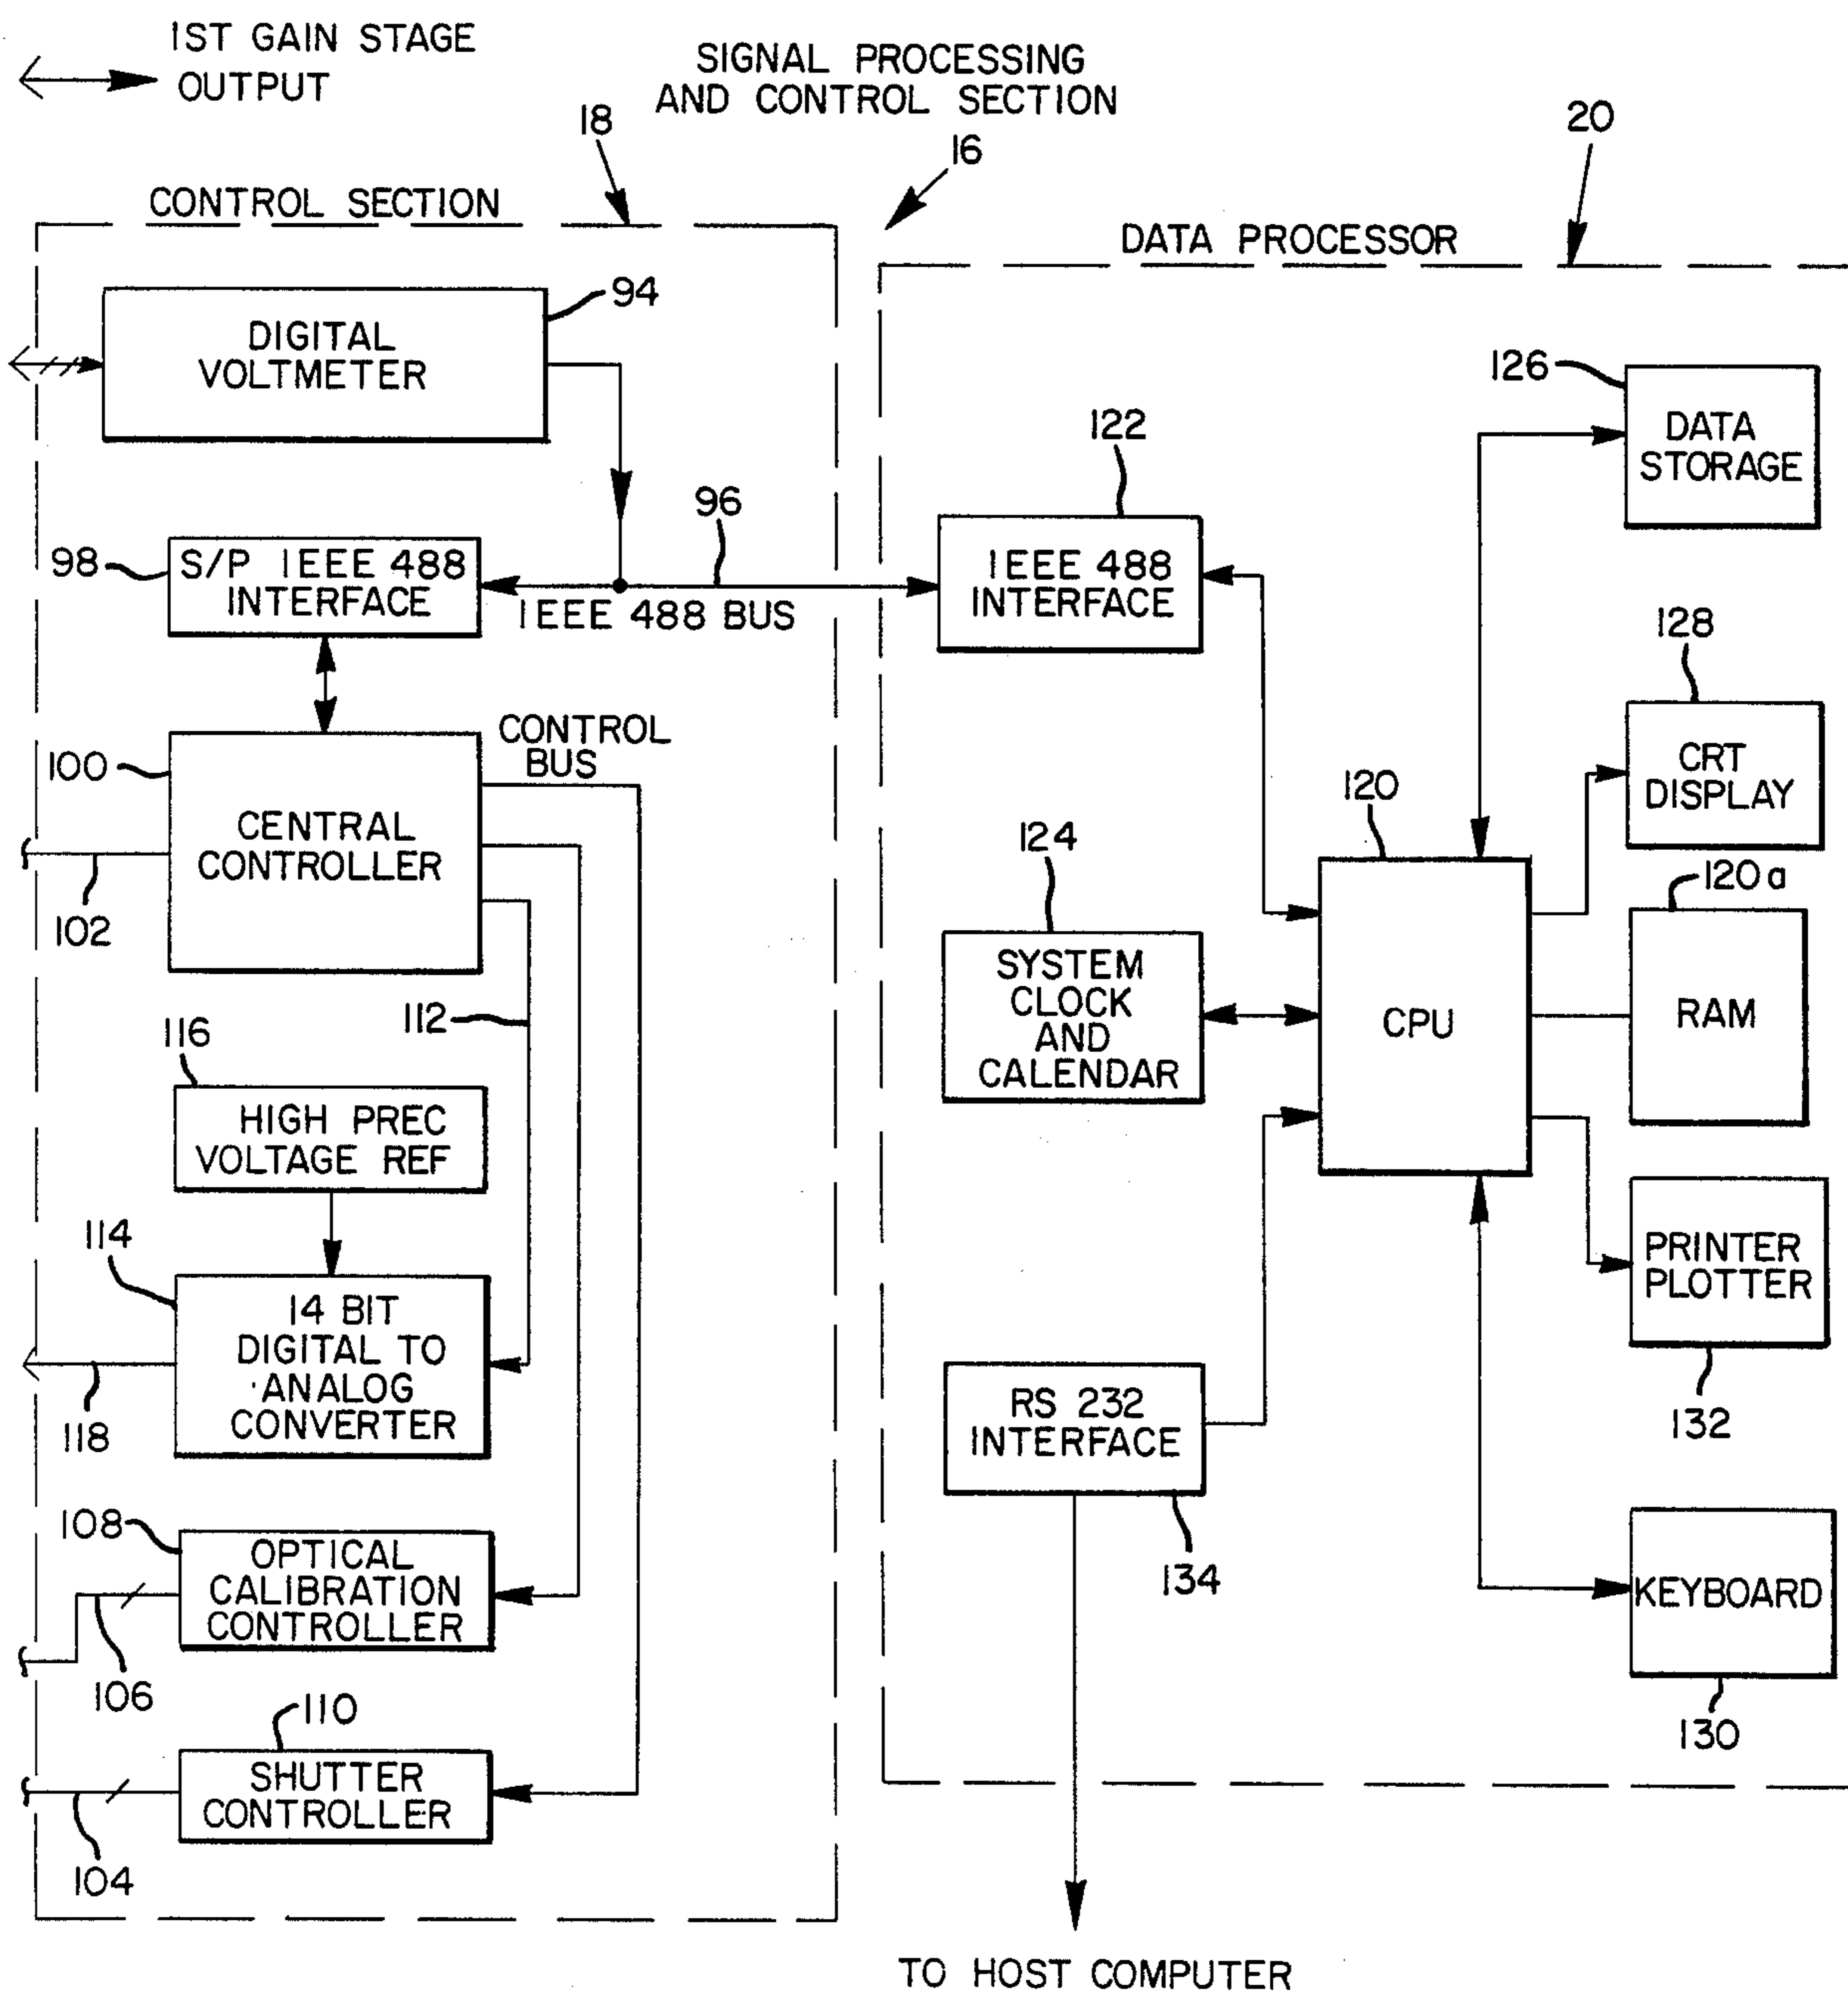 1ST GAIN STAGE
OUTPUT
SIGNAL PROCESSING
AND CONTROL SECTION
18
16
20
CONTROL SECTION
DATA PROCESSOR
94
DIGITAL
VOLTMETER
126
DATA
STORAGE
122
96
98
S/P IEEE 488
INTERFACE
IEEE 488 BUS
IEEE 488
INTERFACE
128
CRT
DISPLAY
CONTROL
BUS
100
CENTRAL
CONTROLLER
102
120
124
120a
SYSTEM
CLOCK
AND
CALENDAR
CPU
RAM
112
116
HIGH PREC
VOLTAGE REF
114
14 BIT
DIGITAL TO
ANALOG
CONVERTER
118
PRINTER
PLOTTER
132
RS 232
INTERFACE
134
108
OPTICAL
CALIBRATION
CONTROLLER
106
KEYBOARD
130
110
SHUTTER
CONTROLLER
104
TO HOST COMPUTER